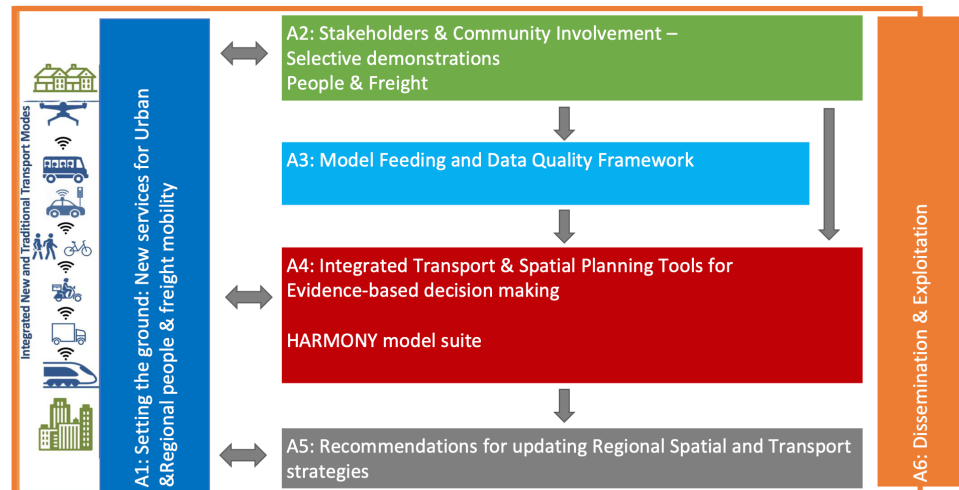 Integrated New and Traditional Transport Modes
A1: Setting the ground: New services for Urban
&Regional people & freight mobility
A2: Stakeholders & Community Involvement –
Selective demonstrations
People & Freight
A3: Model Feeding and Data Quality Framework
A4: Integrated Transport & Spatial Planning Tools for
Evidence-based decision making
HARMONY model suite
A5: Recommendations for updating Regional Spatial and Transport
strategies
A6: Dissemination & Exploitation